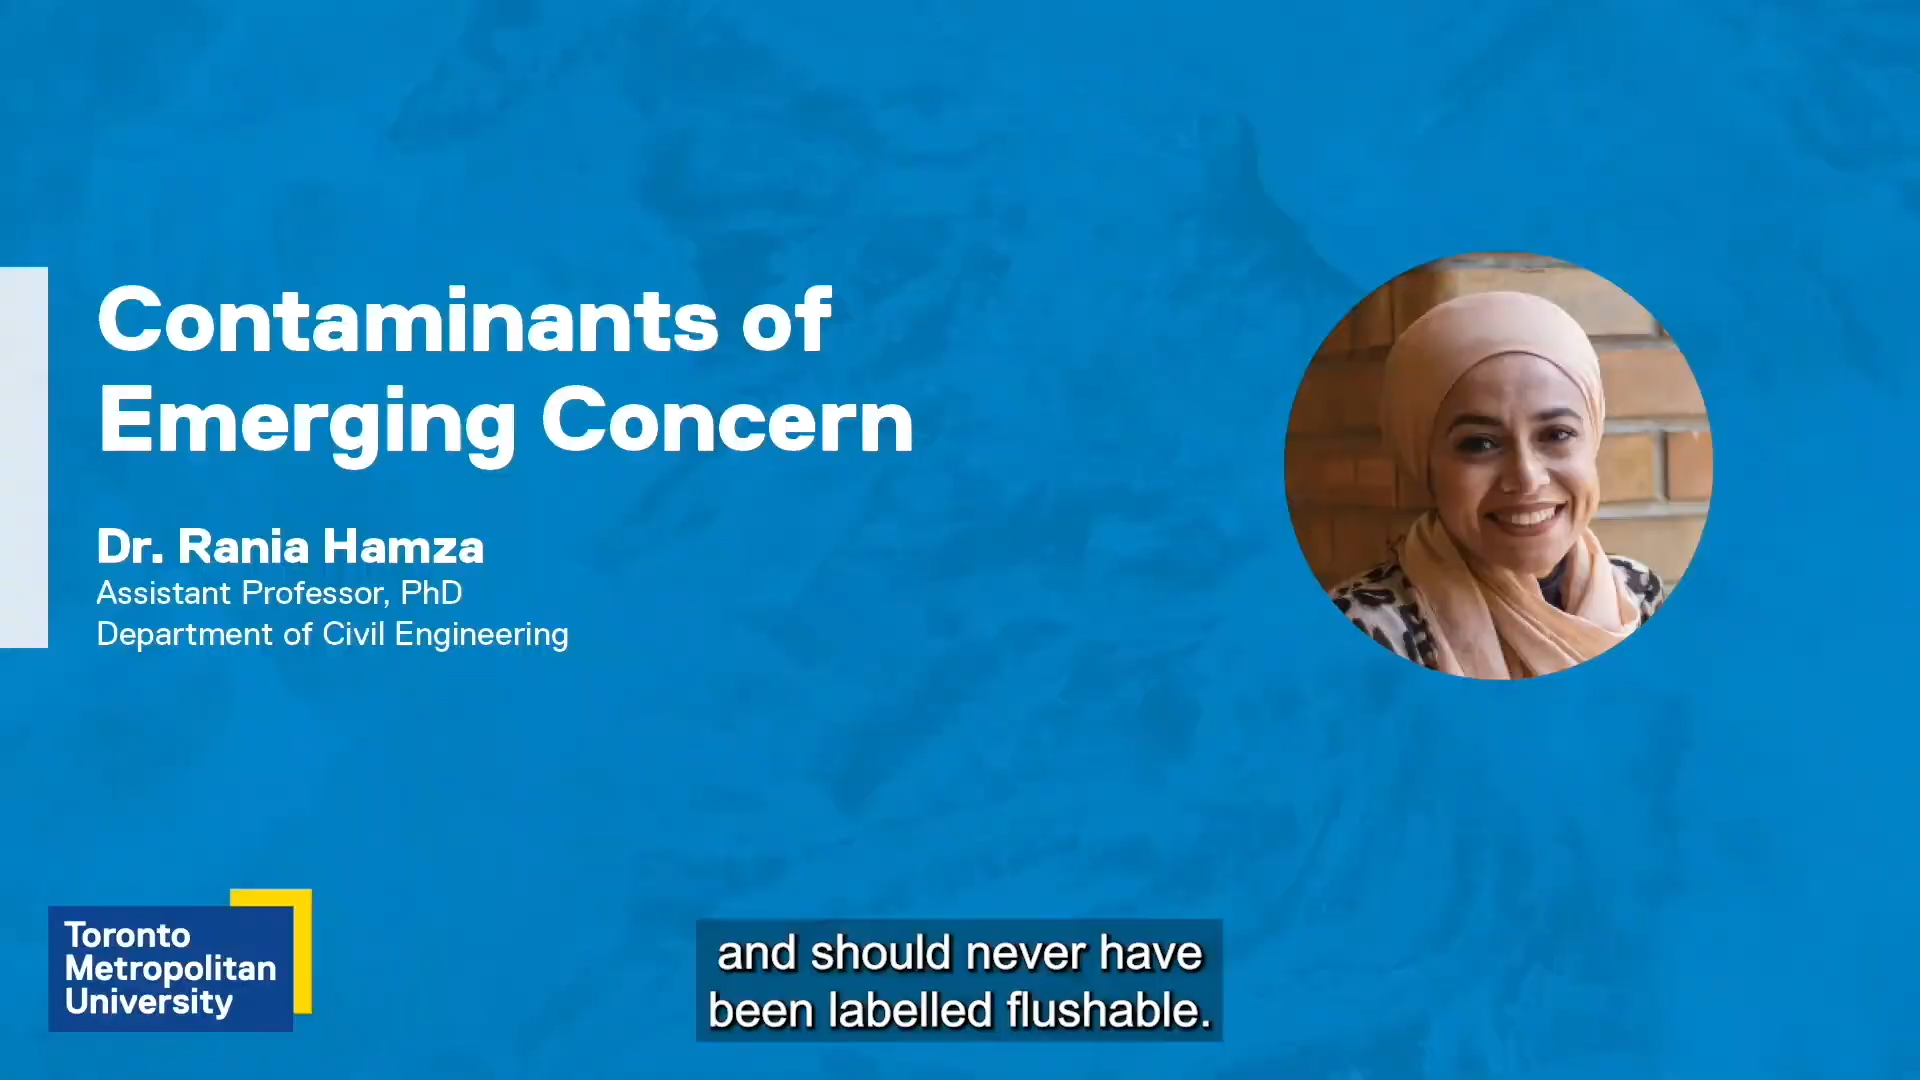 Contaminants of
Emerging Concern
Dr. Rania Hamza
Assistant Professor, PhD
Department of Civil Engineering
Toronto
Metropolitan
University
and should never have
been labelled flushable.